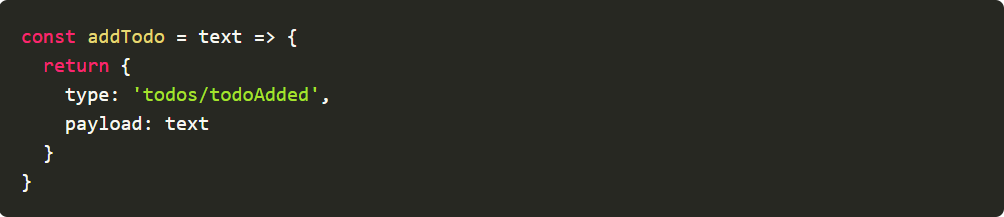 const addTodo = text => {
  return {
    type: 'todos/todoAdded',
    payload: text
  }
}